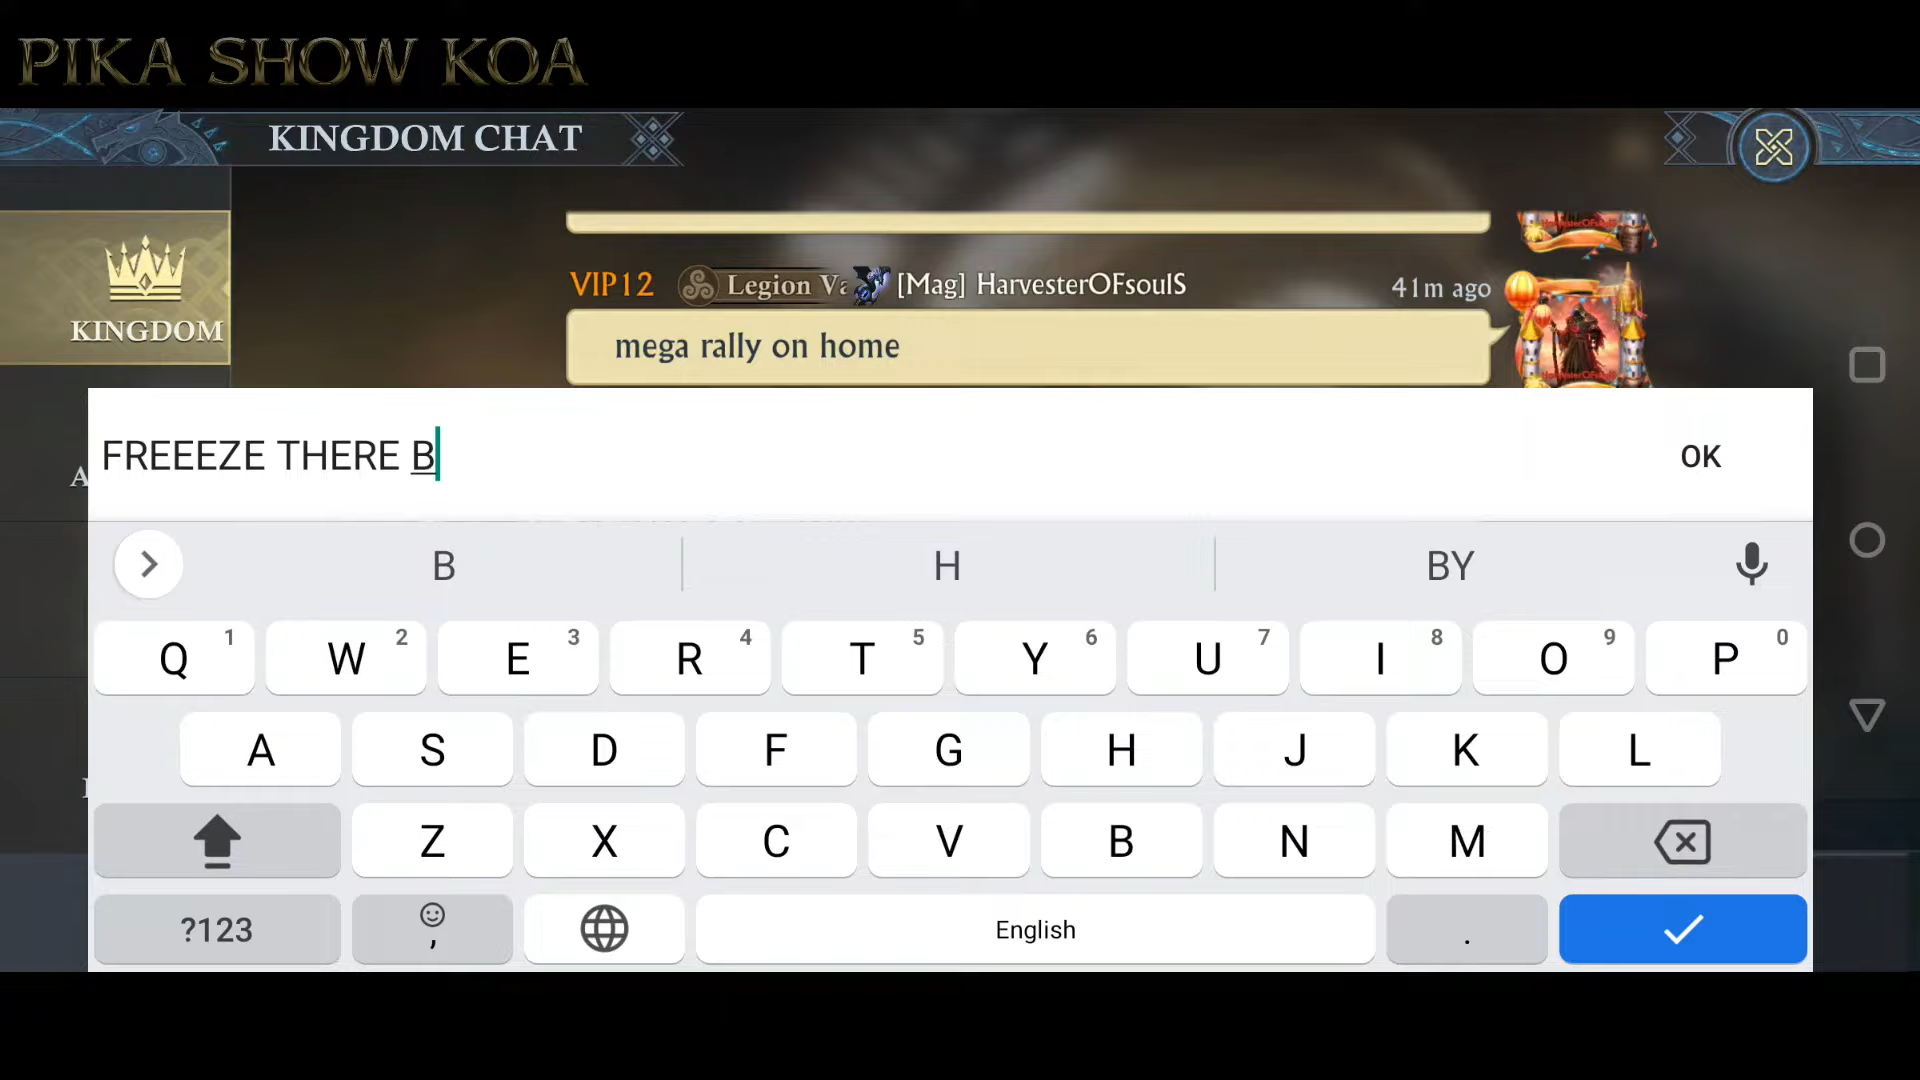 PIKA SHOW KOA
KINGDOM CHAT
KINGDOM
VIP12 Legion [Mag] HarvesterOFsoulS 41m ago
mega rally on home
FREEEZE THERE B OK
B H BY
Q 1 W 2 E 3 R 4 T 5 Y 6 U 7 I 8 O 9 P 0
A S D F G H J K L
Z X C V B N M
?123 , English .